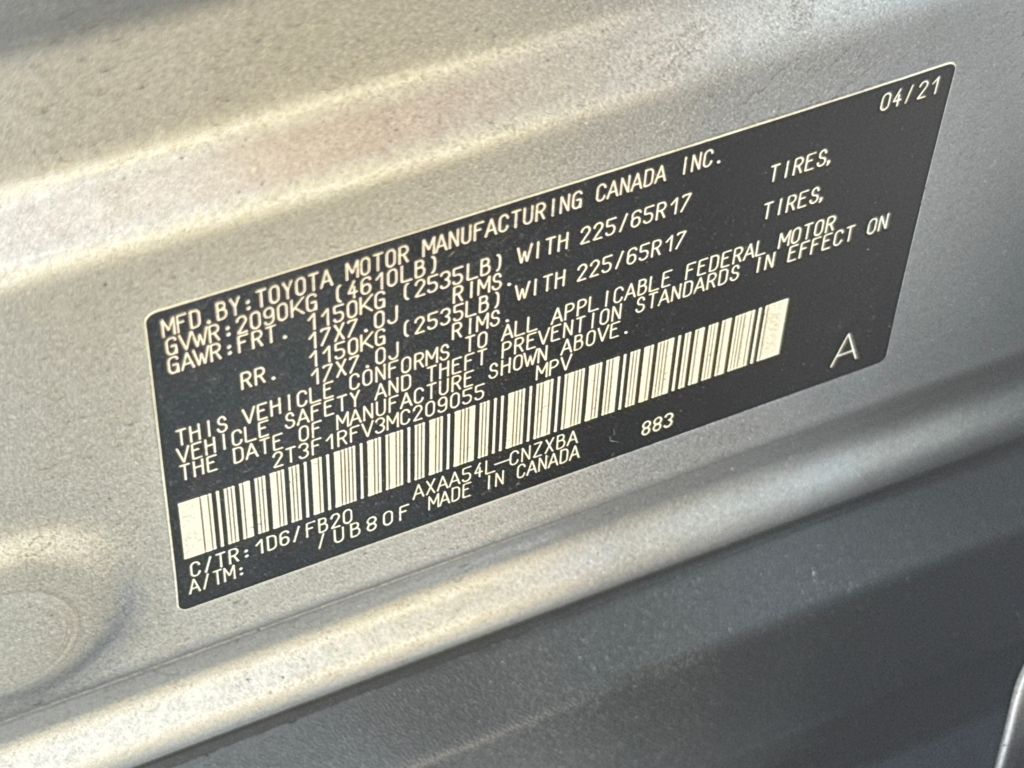 04/21
MFD. BY: TOYOTA MOTOR MANUFACTURING CANADA INC.
GVWR: 2090KG (4610LB)
GAWR: FRT. 1150KG (2535LB) WITH 225/65R17 TIRES,
17X7.0J RIMS.
RR. 1150KG (2535LB) WITH 225/65R17 TIRES,
17X7.0J RIMS.
THIS VEHICLE CONFORMS TO ALL APPLICABLE FEDERAL MOTOR
VEHICLE SAFETY AND THEFT PREVENTION STANDARDS IN EFFECT ON
THE DATE OF MANUFACTURE SHOWN ABOVE.
2T3F1RFV3MC209055 MPV
A
C/TR: 1D6/FB20 AXAA54L-CNZXBA 883
A/TM: /UB80F MADE IN CANADA